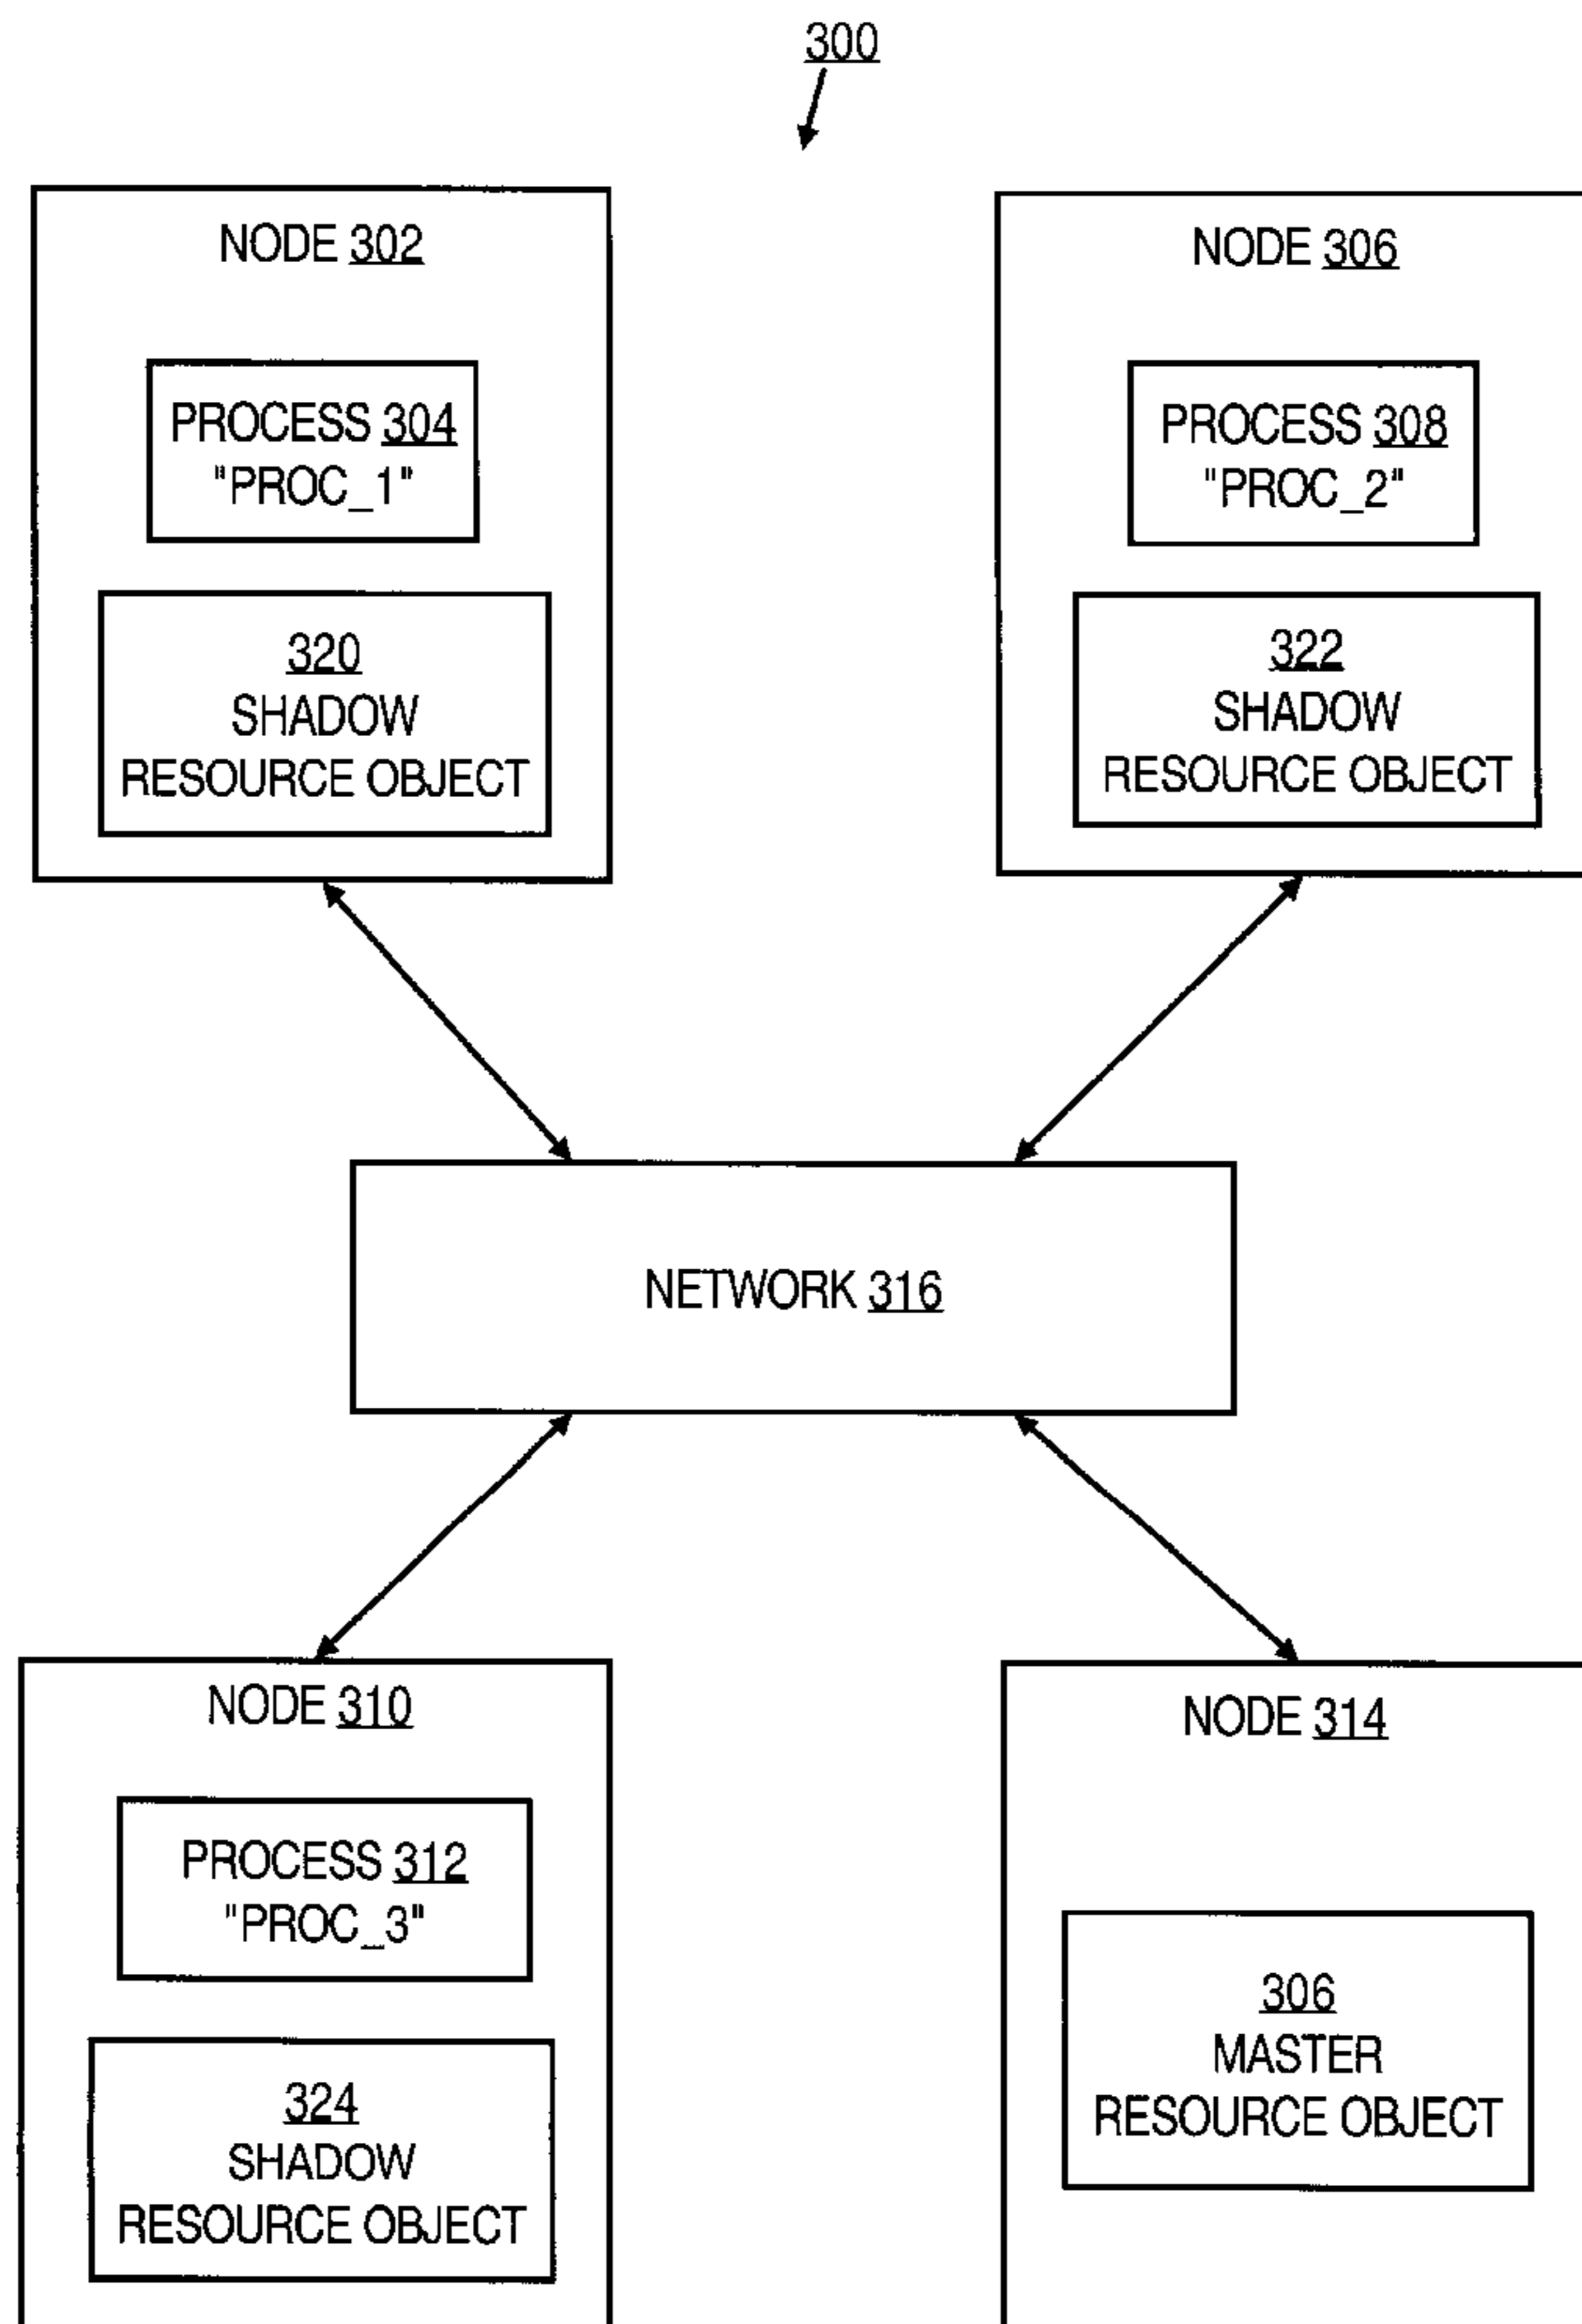 300
NODE 302
PROCESS 304
"PROC_1"
320
SHADOW
RESOURCE OBJECT
NODE 306
PROCESS 308
"PROC_2"
322
SHADOW
RESOURCE OBJECT
NETWORK 316
NODE 310
PROCESS 312
"PROC_3"
324
SHADOW
RESOURCE OBJECT
NODE 314
306
MASTER
RESOURCE OBJECT